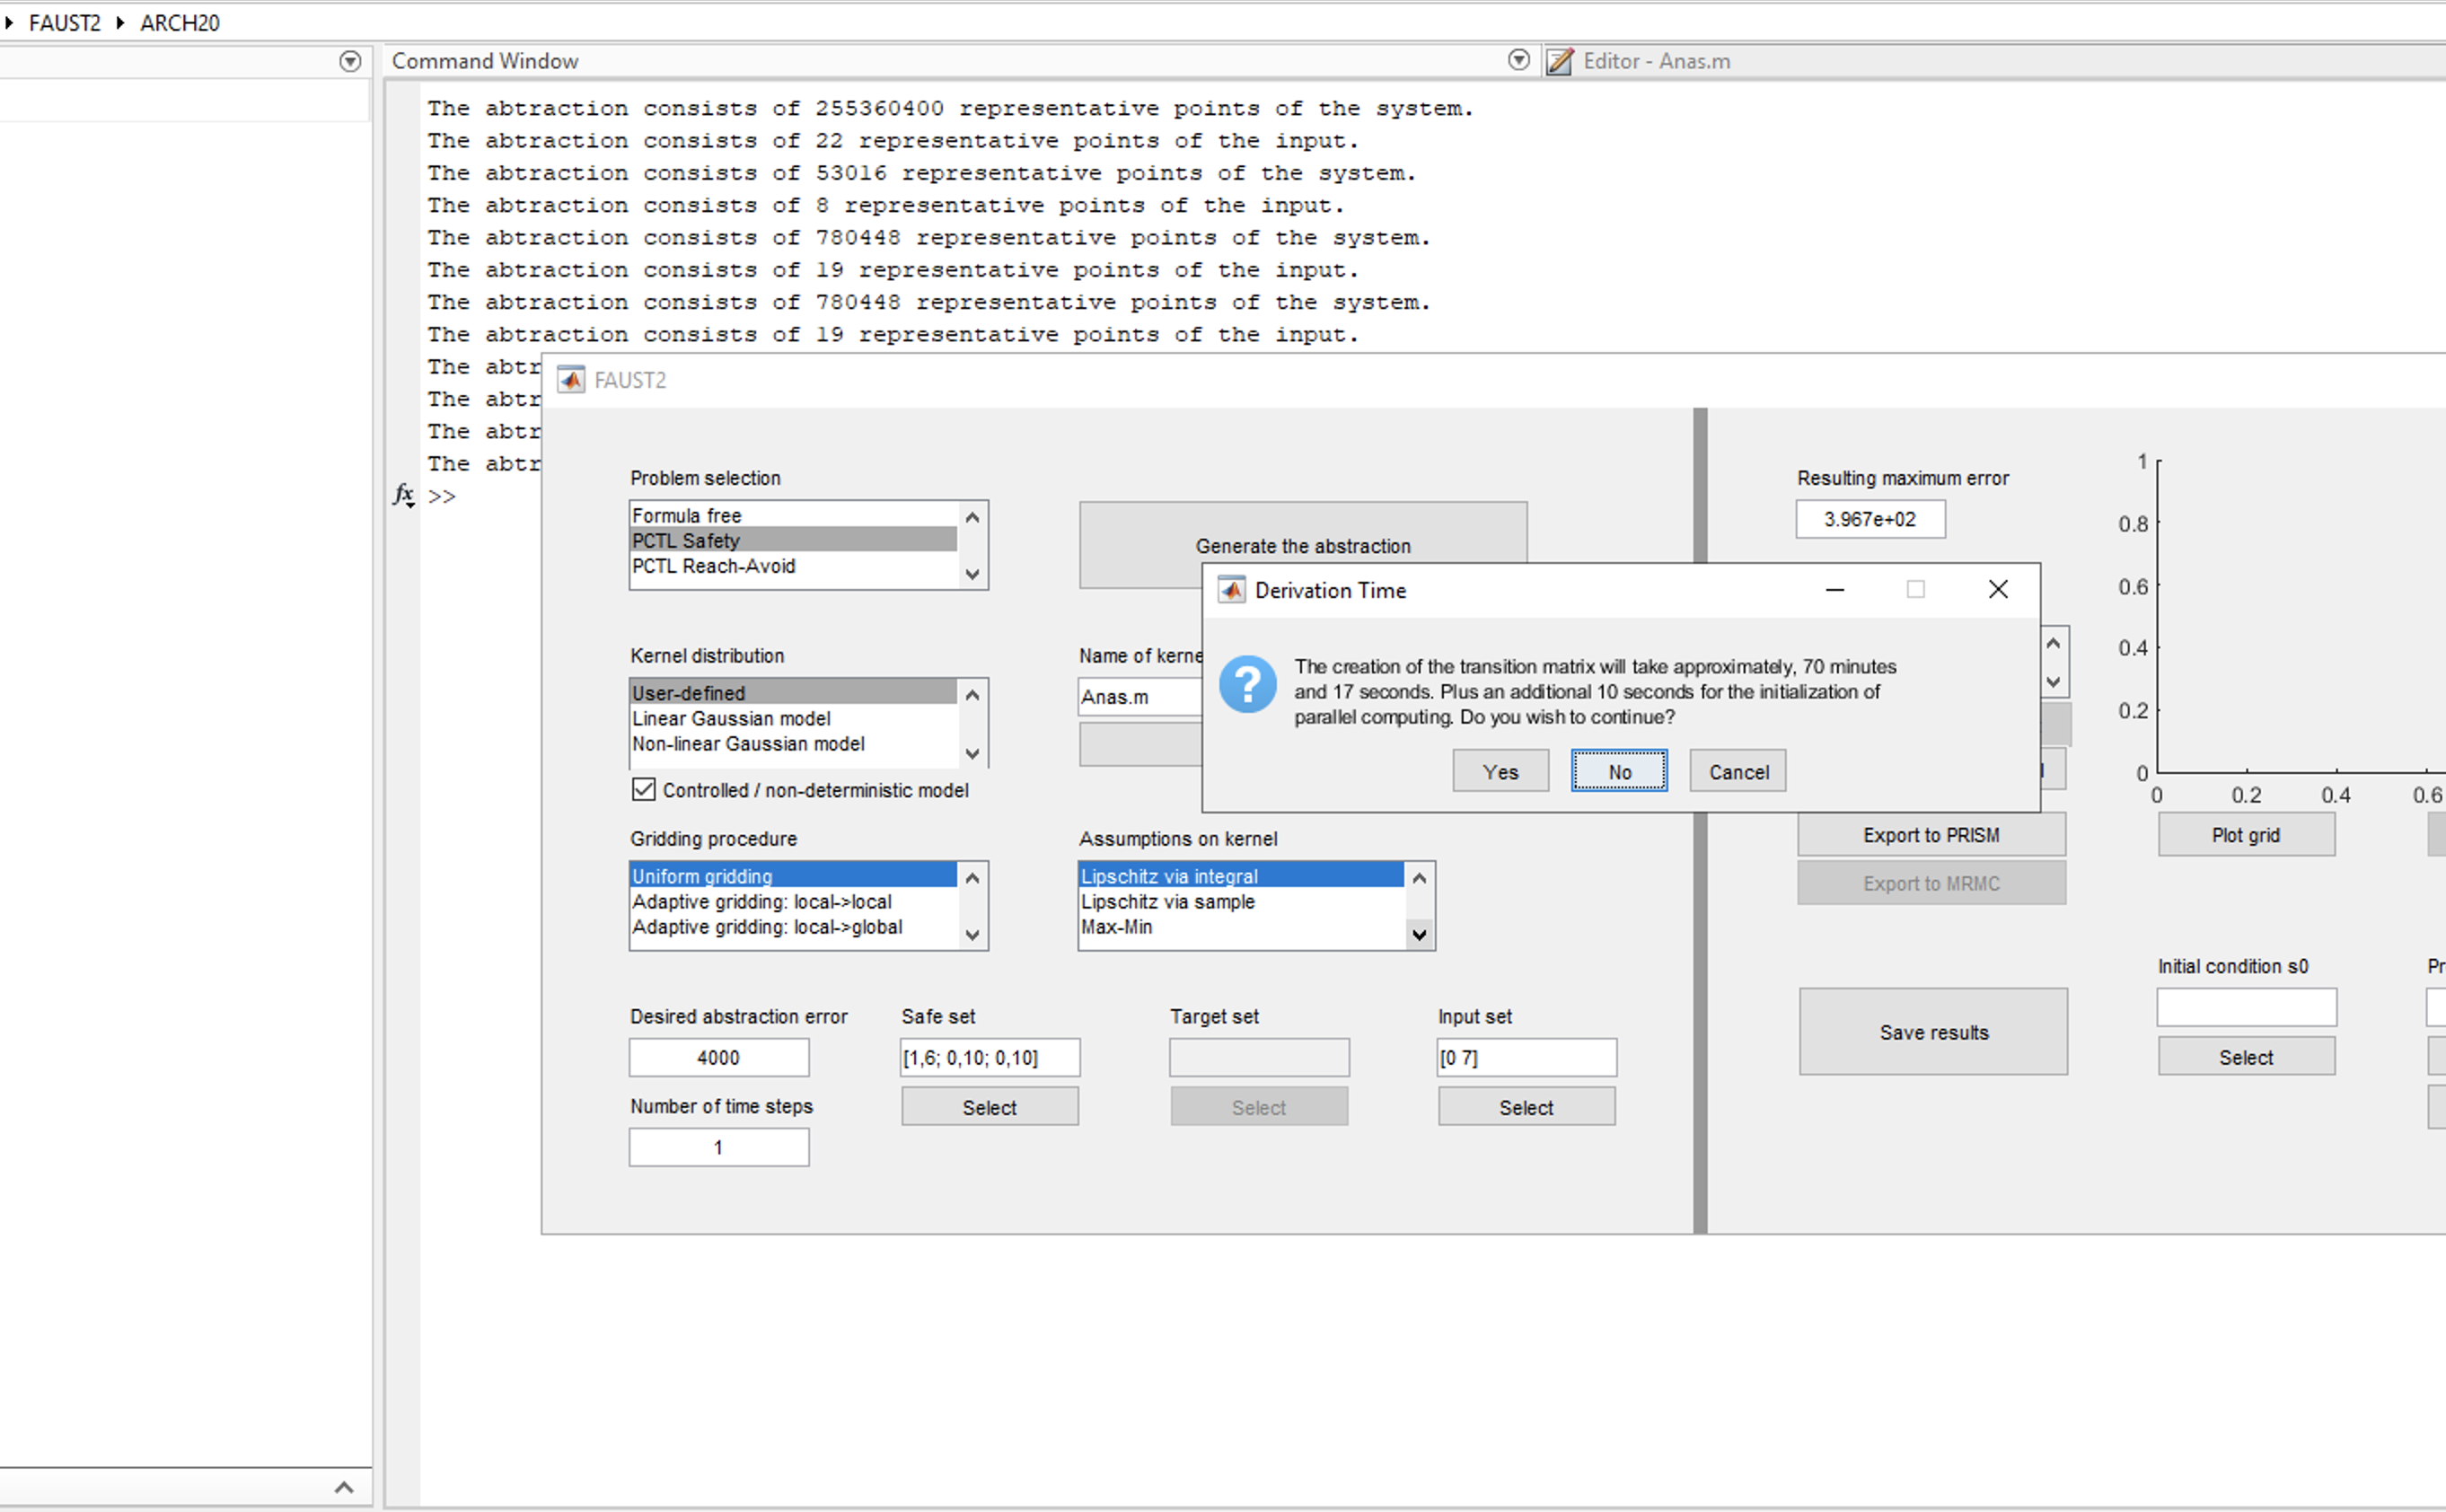 FAUST2 ARCH20
Command Window
Editor - Anas.m
The abtraction consists of 255360400 representative points of the system.
The abtraction consists of 22 representative points of the input.
The abtraction consists of 53016 representative points of the system.
The abtraction consists of 8 representative points of the input.
The abtraction consists of 780448 representative points of the system.
The abtraction consists of 19 representative points of the input.
The abtraction consists of 780448 representative points of the system.
The abtraction consists of 19 representative points of the input.
The abtr
The abtr
The abtr
The abtr
fx >>
FAUST2
Problem selection
Formula free
PCTL Safety
PCTL Reach-Avoid
Generate the abstraction
Resulting maximum error
3.967e+02
1
0.8
0.6
0.4
0.2
0
0 0.2 0.4 0.6
Derivation Time
The creation of the transition matrix will take approximately, 70 minutes
and 17 seconds. Plus an additional 10 seconds for the initialization of
parallel computing. Do you wish to continue?
Yes No Cancel
Kernel distribution
User-defined
Linear Gaussian model
Non-linear Gaussian model
Name of kerne
Anas.m
Controlled / non-deterministic model
Gridding procedure
Uniform gridding
Adaptive gridding: local->local
Adaptive gridding: local->global
Assumptions on kernel
Lipschitz via integral
Lipschitz via sample
Max-Min
Export to PRISM
Export to MRMC
Plot grid
Desired abstraction error
4000
Safe set
[1,6; 0,10; 0,10]
Select
Target set
Select
Input set
[0 7]
Select
Number of time steps
1
Save results
Initial condition s0
Select
Pr